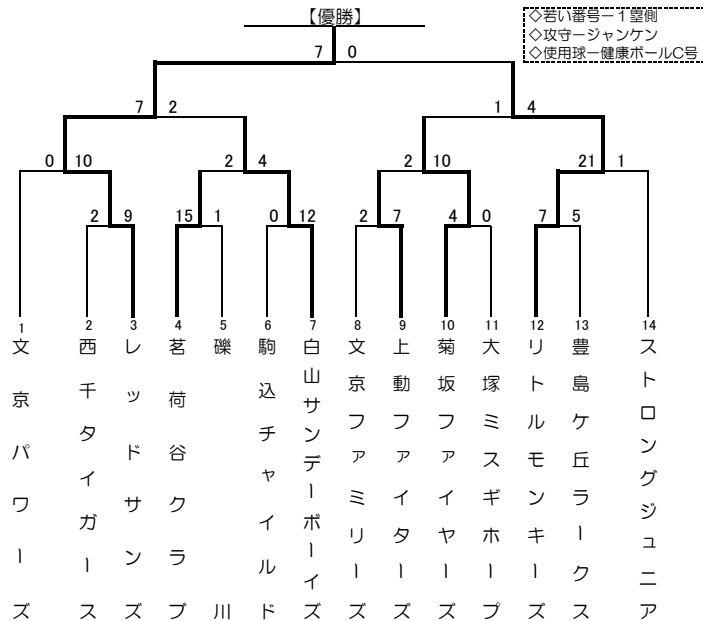 【優勝】
◇若い番号－１塁側
◇攻守－ジャンケン
◇使用球－健康ボールC号
7 0
7 2
1 4
0 10
2 4
2 10
21 1
2 9
15 1
0 12
2 7
4 0
7 5
1 2 3 4 5 6 7 8 9 10 11 12 13 14
文京パワーズ
西千タイガース
レッドサンズ
茗荷谷クラブ
礫川
駒込チャイルド
白山サンデーボーイズ
文京ファミリーズ
上動ファイターズ
菊坂ファイヤーズ
大塚ミスギホープ
リトルモンキーズ
豊島ケ丘ラークス
ストロングジュニア